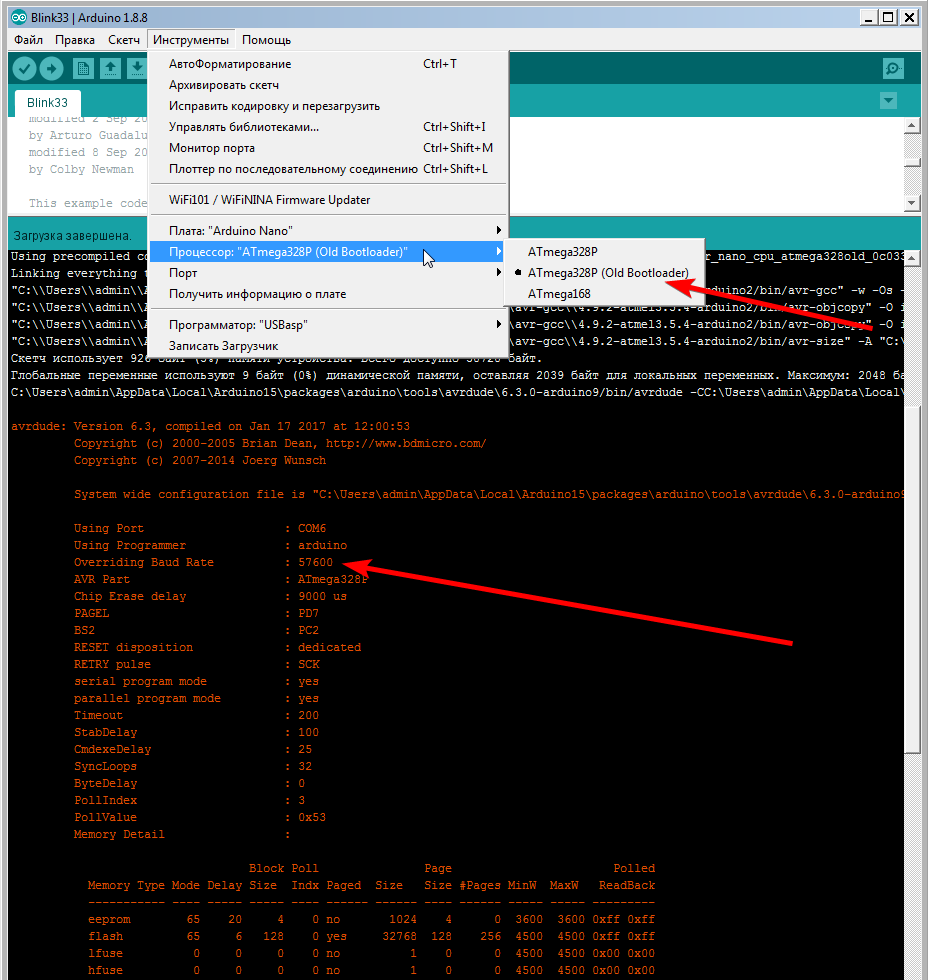 Blink33 | Arduino 1.8.8
Файл Правка Скетч Инструменты Помощь
АвтоФорматирование Ctrl+T
Архивировать скетч
Исправить кодировку и перезагрузить
Управлять библиотеками... Ctrl+Shift+I
Монитор порта Ctrl+Shift+M
Плоттер по последовательному соединению Ctrl+Shift+L
WiFi101 / WiFiNINA Firmware Updater
Плата: "Arduino Nano"
Процессор: "ATmega328P (Old Bootloader)"
Порт
Получить информацию о плате
Программатор: "USBasp"
Записать Загрузчик
ATmega328P
ATmega328P (Old Bootloader)
ATmega168
Blink33
modified 2 Sep 20
by Arturo Guadalu
modified 8 Sep 20
by Colby Newman
This example code
Загрузка завершена.
Using precompiled co r_nano_cpu_atmega328old_0c033
Linking everything t
"C:\\Users\\admin\\A -atmel3.5.4-arduino2/bin/avr-gcc" -w -Os -
"C:\\Users\\admin\\A cc\\4.9.2-atmel3.5.4-arduino2/bin/avr-objcopy" -O i
"C:\\Users\\admin\\A cc\\4.9.2-atmel3.5.4-arduino2/bin/avr-objcopy" -O i
"C:\\Users\\admin\\A cc\\4.9.2-atmel3.5.4-arduino2/bin/avr-size" -A "C:\
Скетч использует 926 байт (3%) памяти устройства. Всего доступно 30720 байт.
Глобальные переменные используют 9 байт (0%) динамической памяти, оставляя 2039 байт для локальных переменных. Максимум: 2048 ба
C:\Users\admin\AppData\Local\Arduino15\packages\arduino\tools\avrdude\6.3.0-arduino9/bin/avrdude -CC:\Users\admin\AppData\Local\
avrdude: Version 6.3, compiled on Jan 17 2017 at 12:00:53
Copyright (c) 2000-2005 Brian Dean, http://www.bdmicro.com/
Copyright (c) 2007-2014 Joerg Wunsch
System wide configuration file is "C:\Users\admin\AppData\Local\Arduino15\packages\arduino\tools\avrdude\6.3.0-arduino9
Using Port : COM6
Using Programmer : arduino
Overriding Baud Rate : 57600
AVR Part : ATmega328P
Chip Erase delay : 9000 us
PAGEL : PD7
BS2 : PC2
RESET disposition : dedicated
RETRY pulse : SCK
serial program mode : yes
parallel program mode : yes
Timeout : 200
StabDelay : 100
CmdexeDelay : 25
SyncLoops : 32
ByteDelay : 0
PollIndex : 3
PollValue : 0x53
Memory Detail :
Block Poll Page Polled
Memory Type Mode Delay Size Indx Paged Size Size #Pages MinW MaxW ReadBack
----------- ---- ----- ----- ---- ------ ------ ---- ------ ----- ----- ---------
eeprom 65 20 4 0 no 1024 4 0 3600 3600 0xff 0xff
flash 65 6 128 0 yes 32768 128 256 4500 4500 0xff 0xff
lfuse 0 0 0 0 no 1 0 0 4500 4500 0x00 0x00
hfuse 0 0 0 0 no 1 0 0 4500 4500 0x00 0x00